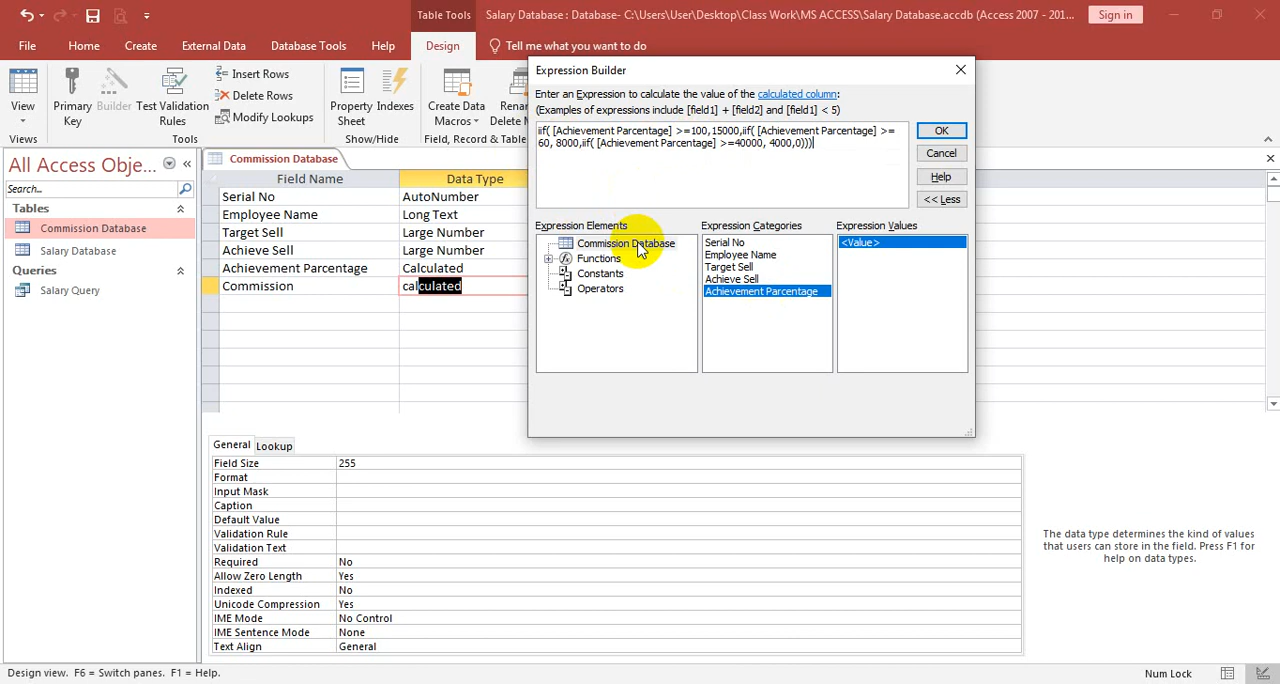 Table Tools
Salary Database : Database- C:\Users\User\Desktop\Class Work\MS ACCESS\Salary Database.accdb (Access 2007 - 201...
Sign in
File Home Create External Data Database Tools Help Design Tell me what you want to do
View
Views
Primary Key
Builder
Test Validation Rules
Insert Rows
Delete Rows
Modify Lookups
Tools
Property Sheet
Indexes
Show/Hide
Create Data Macros
Renam
Delete M
Field, Record & Table
All Access Obje...
Search...
Tables
Commission Database
Salary Database
Queries
Salary Query
Commission Database
Field Name Data Type
Serial No AutoNumber
Employee Name Long Text
Target Sell Large Number
Achieve Sell Large Number
Achievement Parcentage Calculated
Commission calculated
Expression Builder
Enter an Expression to calculate the value of the calculated column:
(Examples of expressions include [field1] + [field2] and [field1] < 5)
iif( [Achievement Parcentage] >=100,15000,iif( [Achievement Parcentage] >=
60, 8000,iif( [Achievement Parcentage] >=40000, 4000,0)))
OK
Cancel
Help
<< Less
Expression Elements
Commission Database
Functions
Constants
Operators
Expression Categories
Serial No
Employee Name
Target Sell
Achieve Sell
Achievement Parcentage
Expression Values
<Value>
General Lookup
Field Size 255
Format
Input Mask
Caption
Default Value
Validation Rule
Validation Text
Required No
Allow Zero Length Yes
Indexed No
Unicode Compression Yes
IME Mode No Control
IME Sentence Mode None
Text Align General
The data type determines the kind of values
that users can store in the field. Press F1 for
help on data types.
Design view. F6 = Switch panes. F1 = Help.
Num Lock